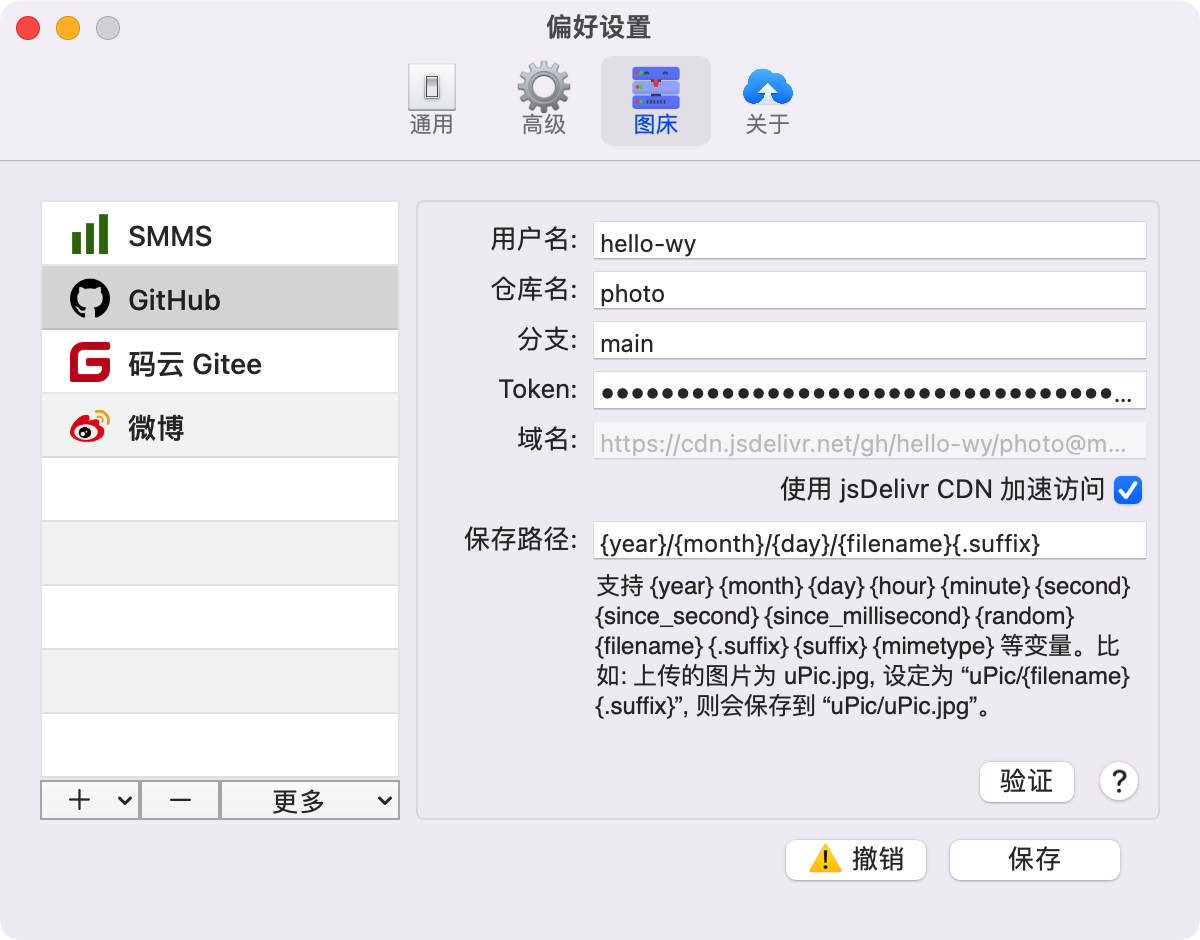 偏好设置
通用
高级
图床
关于
SMMS
GitHub
码云 Gitee
微博
更多
用户名:
hello-wy
仓库名:
photo
分支:
main
Token:
●●●●●●●●●●●●●●●●●●●●●●●●●●●●●●●●●●...
域名:
https://cdn.jsdelivr.net/gh/hello-wy/photo@m...
使用 jsDelivr CDN 加速访问
保存路径:
{year}/{month}/{day}/{filename}{.suffix}
支持 {year} {month} {day} {hour} {minute} {second}
{since_second} {since_millisecond} {random}
{filename} {.suffix} {suffix} {mimetype} 等变量。比
如: 上传的图片为 uPic.jpg, 设定为 “uPic/{filename}
{.suffix}”, 则会保存到 “uPic/uPic.jpg”。
验证
?
撤销
保存